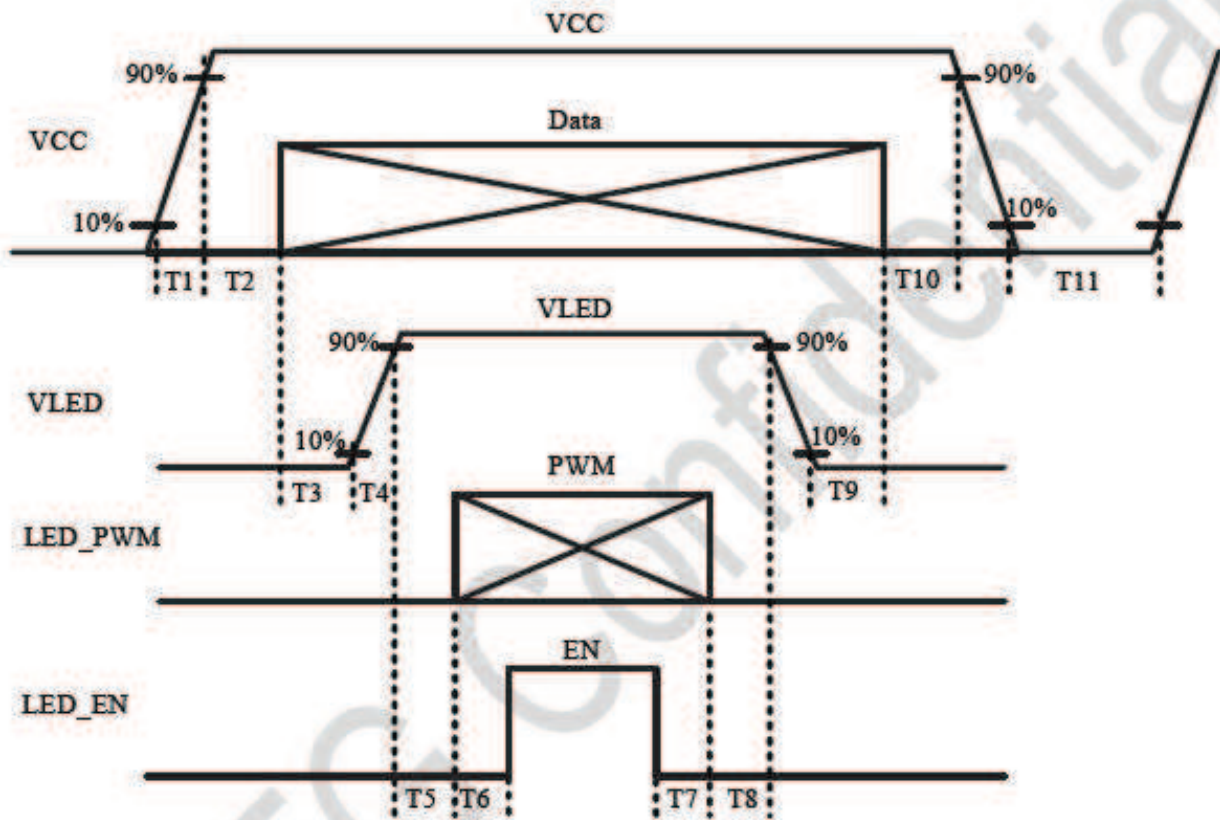 VCC
90% 90%
Data
VCC
10% 10%
T1 T2 T10 T11
VLED
90% 90%
VLED
10% 10%
PWM
T3 T4 T9
LED_PWM
EN
LED_EN
T5 T6 T7 T8
Confidential